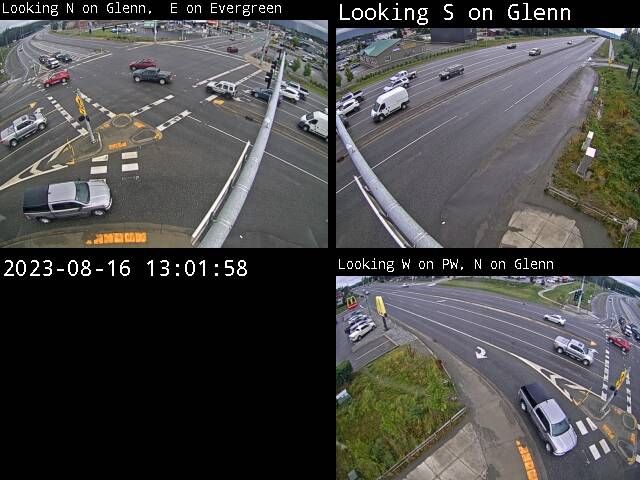 Looking N on Glenn,  E on Evergreen
Looking S on Glenn
2023-08-16 13:01:58
Looking W on PW, N on Glenn